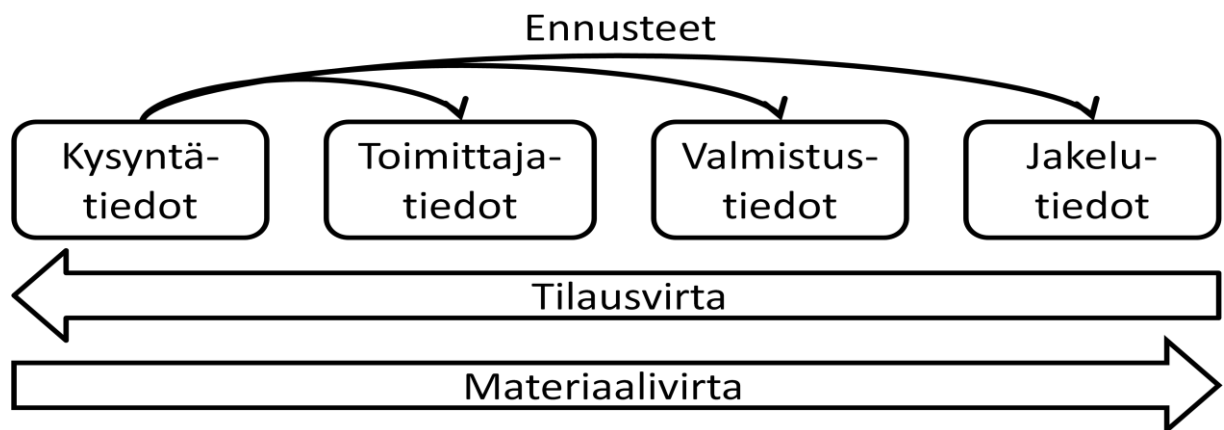 Ennusteet
Kysyntä-
tiedot
Toimittaja-
tiedot
Valmistus-
tiedot
Jakelu-
tiedot
Tilausvirta
Materiaalivirta